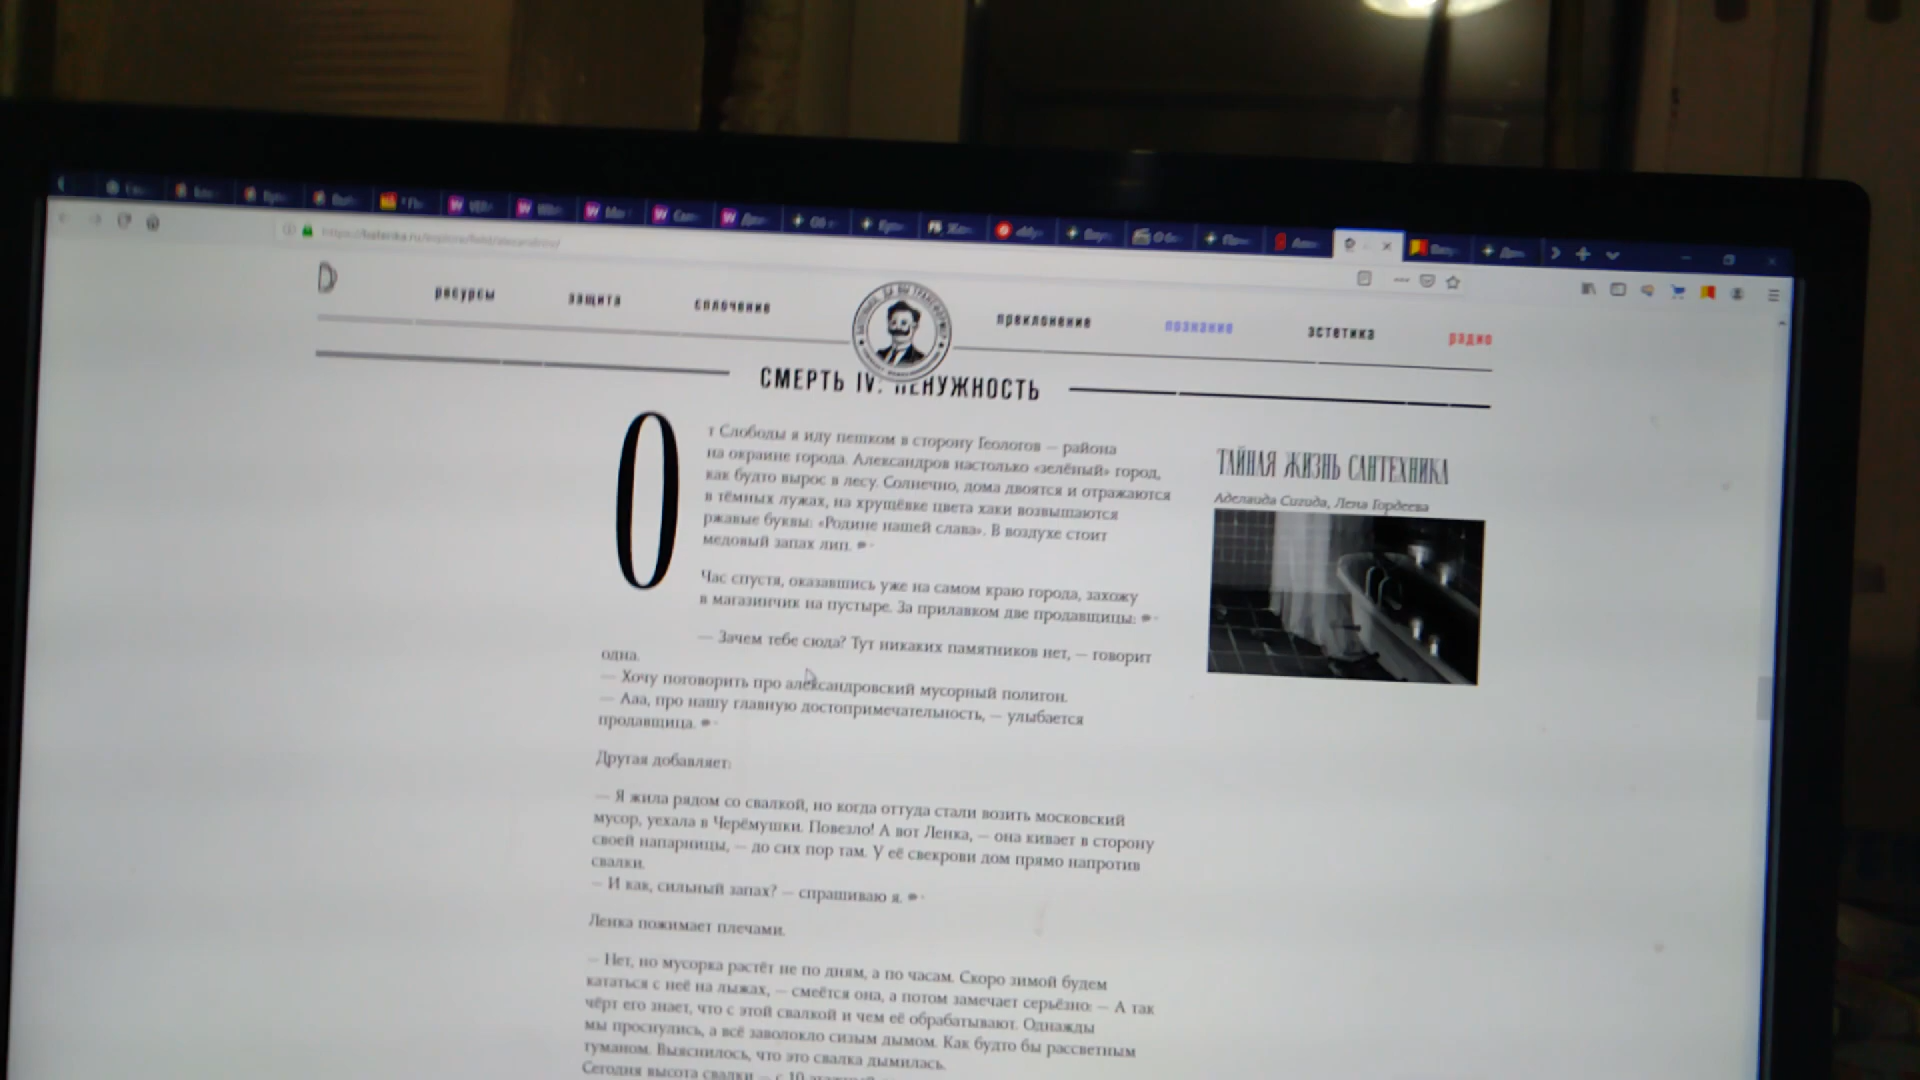 ресурсы
защита
сплочение
преклонение
познание
эстетика
радио
СМЕРТЬ IV: НЕНУЖНОСТЬ
От Слободы я иду пешком в сторону Геологов — района
на окраине города. Александров настолько «зелёный» город,
как будто вырос в лесу. Солнечно, дома двоятся и отражаются
в тёмных лужах, на хрущёвке цвета хаки возвышаются
ржавые буквы: «Родине нашей слава». В воздухе стоит
медовый запах лип.
Час спустя, оказавшись уже на самом краю города, захожу
в магазинчик на пустыре. За прилавком две продавщицы:
— Зачем тебе сюда? Тут никаких памятников нет, — говорит
одна.
— Хочу поговорить про александровский мусорный полигон.
— Ааа, про нашу главную достопримечательность, — улыбается
продавщица.
Другая добавляет:
— Я жила рядом со свалкой, но когда оттуда стали возить московский
мусор, уехала в Черёмушки. Повезло! А вот Ленка, — она кивает в сторону
своей напарницы, — до сих пор там. У её свекрови дом прямо напротив
свалки.
— И как, сильный запах? — спрашиваю я.
Ленка пожимает плечами.
— Нет, но мусорка растёт не по дням, а по часам. Скоро зимой будем
кататься с неё на лыжах, — смеётся она, а потом замечает серьёзно: — А так
чёрт его знает, что с этой свалкой и чем её обрабатывают. Однажды
мы проснулись, а всё заволокло сизым дымом. Как будто бы рассветным
туманом. Выяснилось, что это свалка дымилась.
Сегодня высота свалки — с 10
ТАЙНАЯ ЖИЗНЬ САНТЕХНИКА
Аделаида Сигида, Лена Гордеева